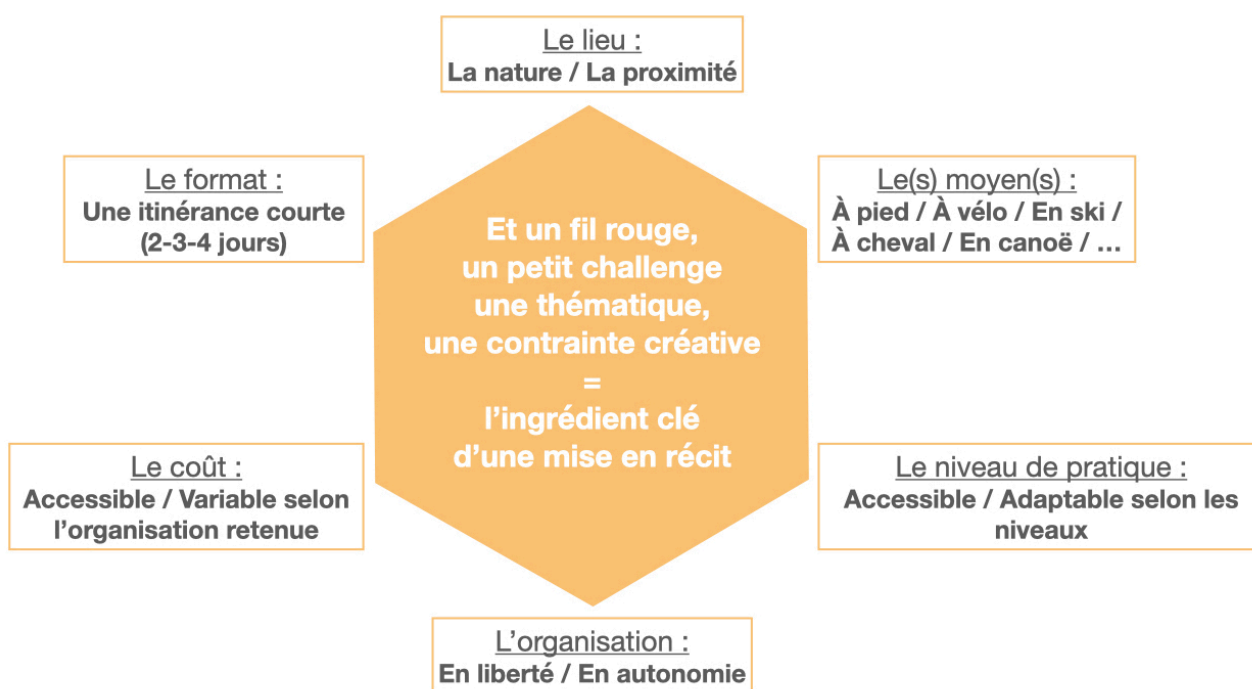 Le lieu :
La nature / La proximité
Le format :
Une itinérance courte
(2-3-4 jours)
Le(s) moyen(s) :
À pied / À vélo / En ski /
À cheval / En canoë / …
Et un fil rouge,
un petit challenge
une thématique,
une contrainte créative
=
l’ingrédient clé
d’une mise en récit
Le coût :
Accessible / Variable selon
l’organisation retenue
Le niveau de pratique :
Accessible / Adaptable selon les
niveaux
L’organisation :
En liberté / En autonomie